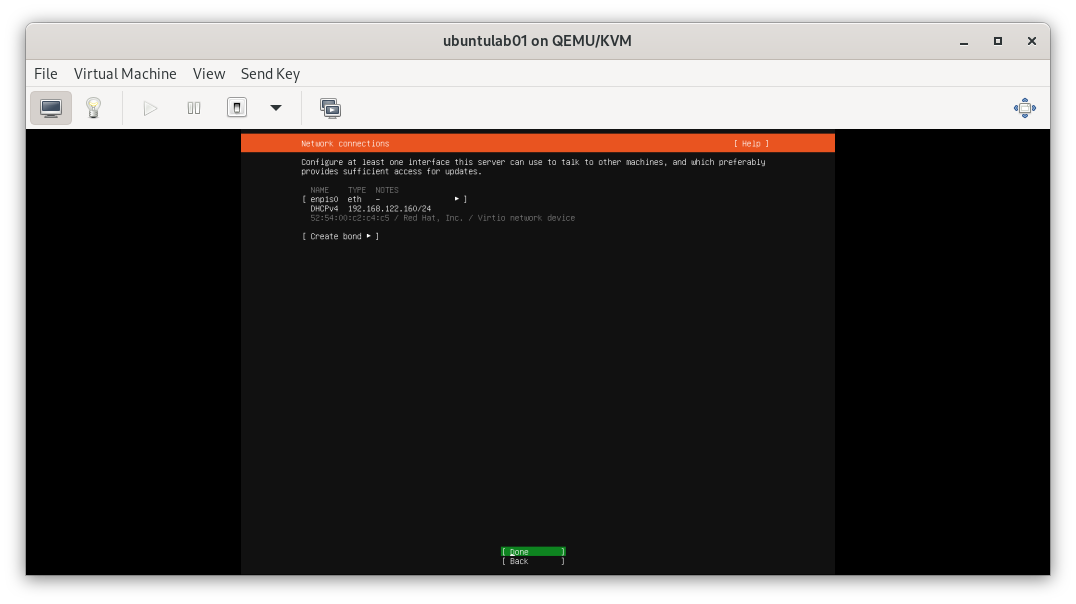 ubuntulab01 on QEMU/KVM
File Virtual Machine View Send Key
Network connections [ Help ]
Configure at least one interface this server can use to talk to other machines, and which preferably
provides sufficient access for updates.
NAME TYPE NOTES
[ enp1s0 eth - ▸ ]
DHCPv4 192.168.122.160/24
52:54:00:c2:c4:c5 / Red Hat, Inc. / Virtio network device
[ Create bond ▸ ]
[ Done ]
[ Back ]